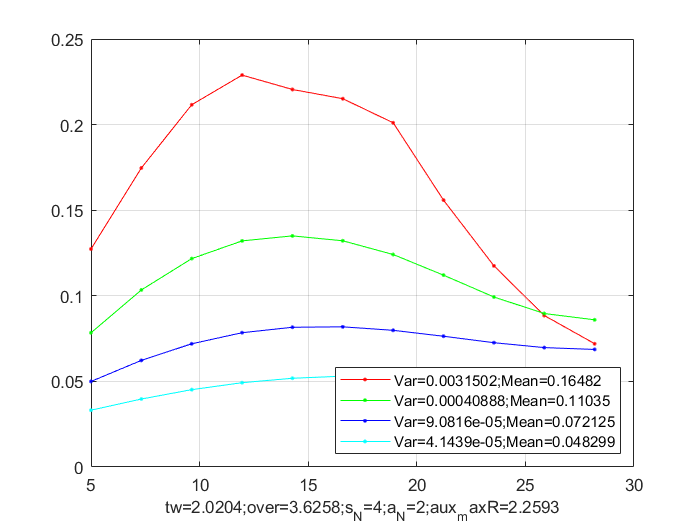 0.25
0.2
0.15
0.1
0.05
0
5 10 15 20 25 30
Var=0.0031502;Mean=0.16482
Var=0.00040888;Mean=0.11035
Var=9.0816e-05;Mean=0.072125
Var=4.1439e-05;Mean=0.048299
tw=2.0204;over=3.6258;s_N=4;a_N=2;aux_maxR=2.2593